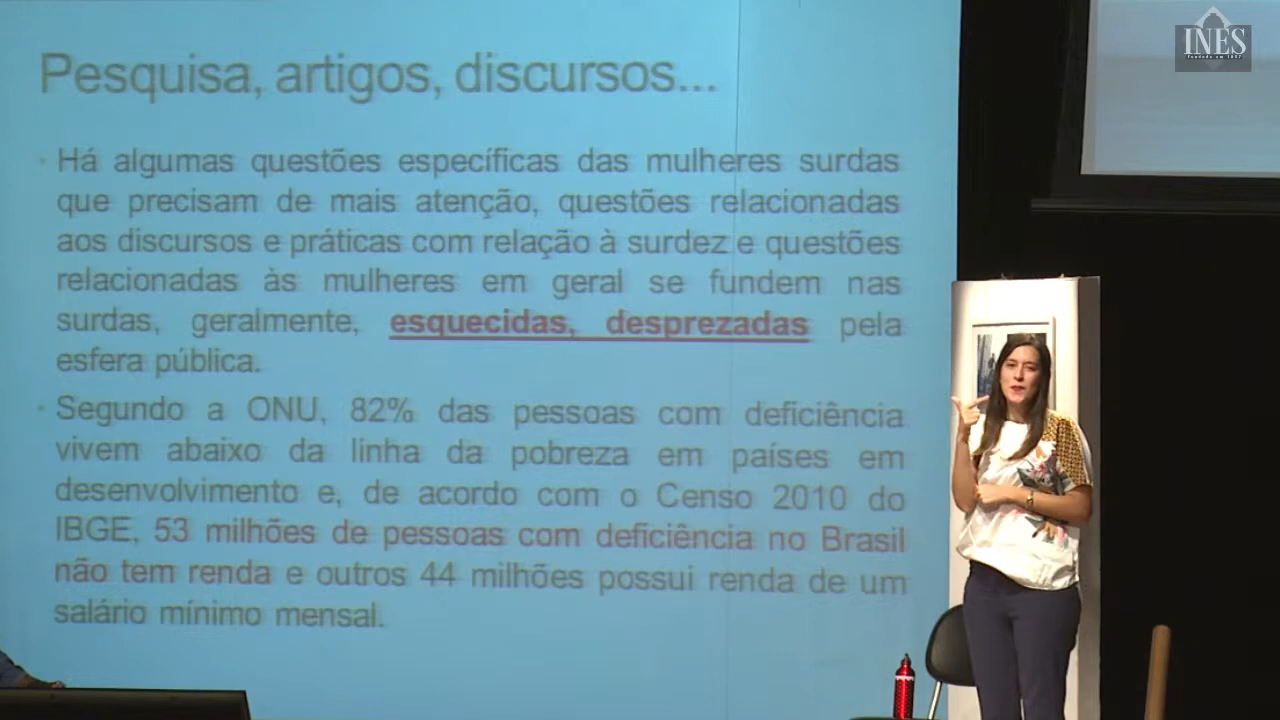 INES
fundado em 1857
Pesquisa, artigos, discursos...
Há algumas questões específicas das mulheres surdas
que precisam de mais atenção, questões relacionadas
aos discursos e práticas com relação à surdez e questões
relacionadas às mulheres em geral se fundem nas
surdas, geralmente, esquecidas, desprezadas pela
esfera pública.
Segundo a ONU, 82% das pessoas com deficiência
vivem abaixo da linha da pobreza em países em
desenvolvimento e, de acordo com o Censo 2010 do
IBGE, 53 milhões de pessoas com deficiência no Brasil
não tem renda e outros 44 milhões possui renda de um
salário mínimo mensal.